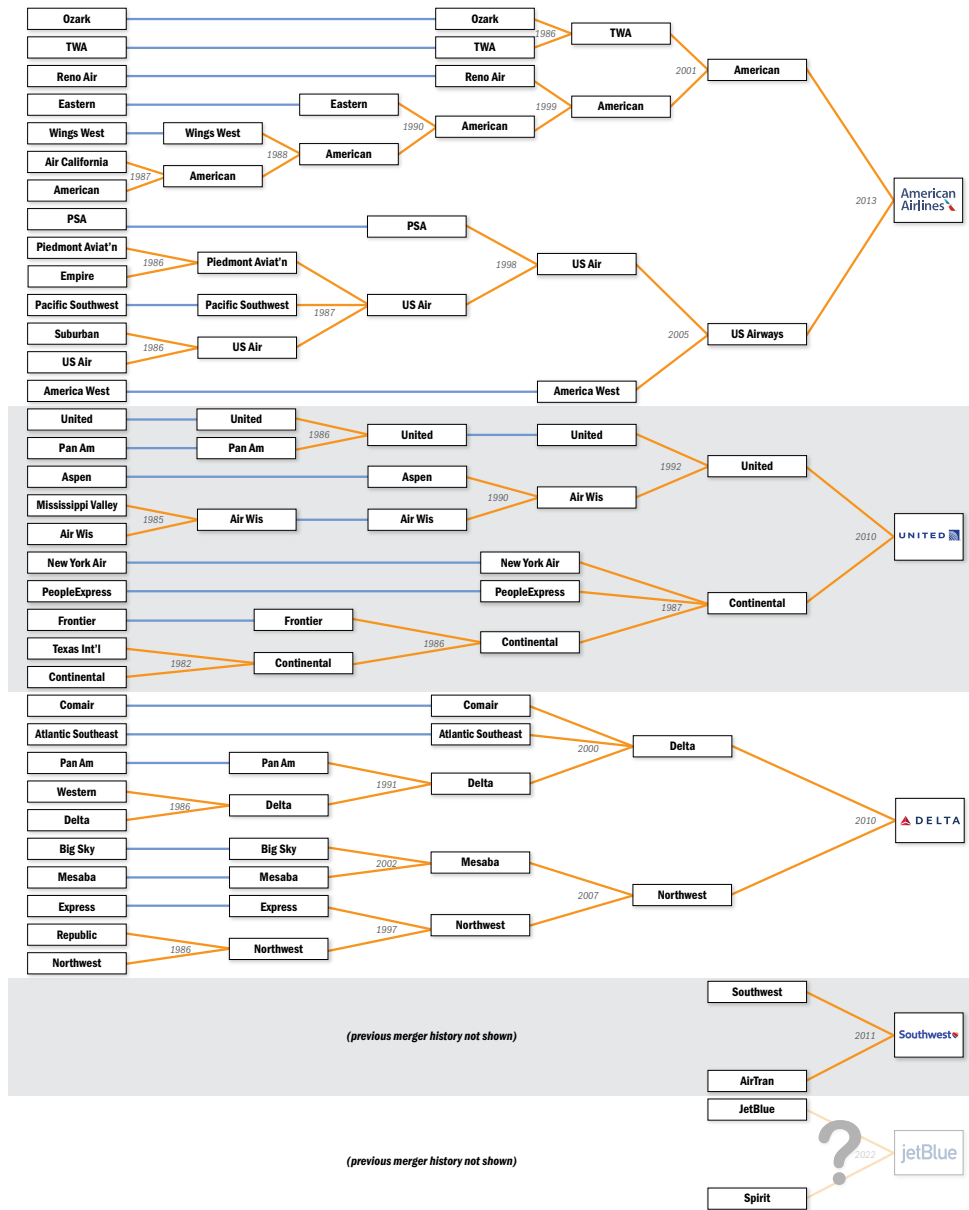 Ozark
Ozark
1986
TWA
TWA
TWA
2001
American
Reno Air
Reno Air
1999
American
Eastern
Eastern
1990
American
Wings West
Wings West
1988
American
Air California
1987
American
American
2013
American
Airlines
PSA
PSA
1998
US Air
Piedmont Aviat'n
1986
Piedmont Aviat'n
Empire
Pacific Southwest
Pacific Southwest
1987
US Air
Suburban
1986
US Air
US Air
2005
US Airways
America West
America West
United
United
1986
United
United
Pan Am
Pan Am
1992
United
Aspen
Aspen
1990
Air Wis
Mississippi Valley
1985
Air Wis
Air Wis
Air Wis
2010
UNITED
New York Air
New York Air
PeopleExpress
PeopleExpress
1987
Continental
Frontier
Frontier
1986
Continental
Texas Int'l
1982
Continental
Continental
Comair
Comair
Atlantic Southeast
Atlantic Southeast
2000
Delta
Pan Am
Pan Am
1991
Delta
Western
1986
Delta
Delta
2010
DELTA
Big Sky
Big Sky
2002
Mesaba
Mesaba
Mesaba
2007
Northwest
Express
Express
1997
Northwest
Republic
1986
Northwest
Northwest
Southwest
(previous merger history not shown)
2011
Southwest
AirTran
JetBlue
?
2022
jetBlue
(previous merger history not shown)
Spirit